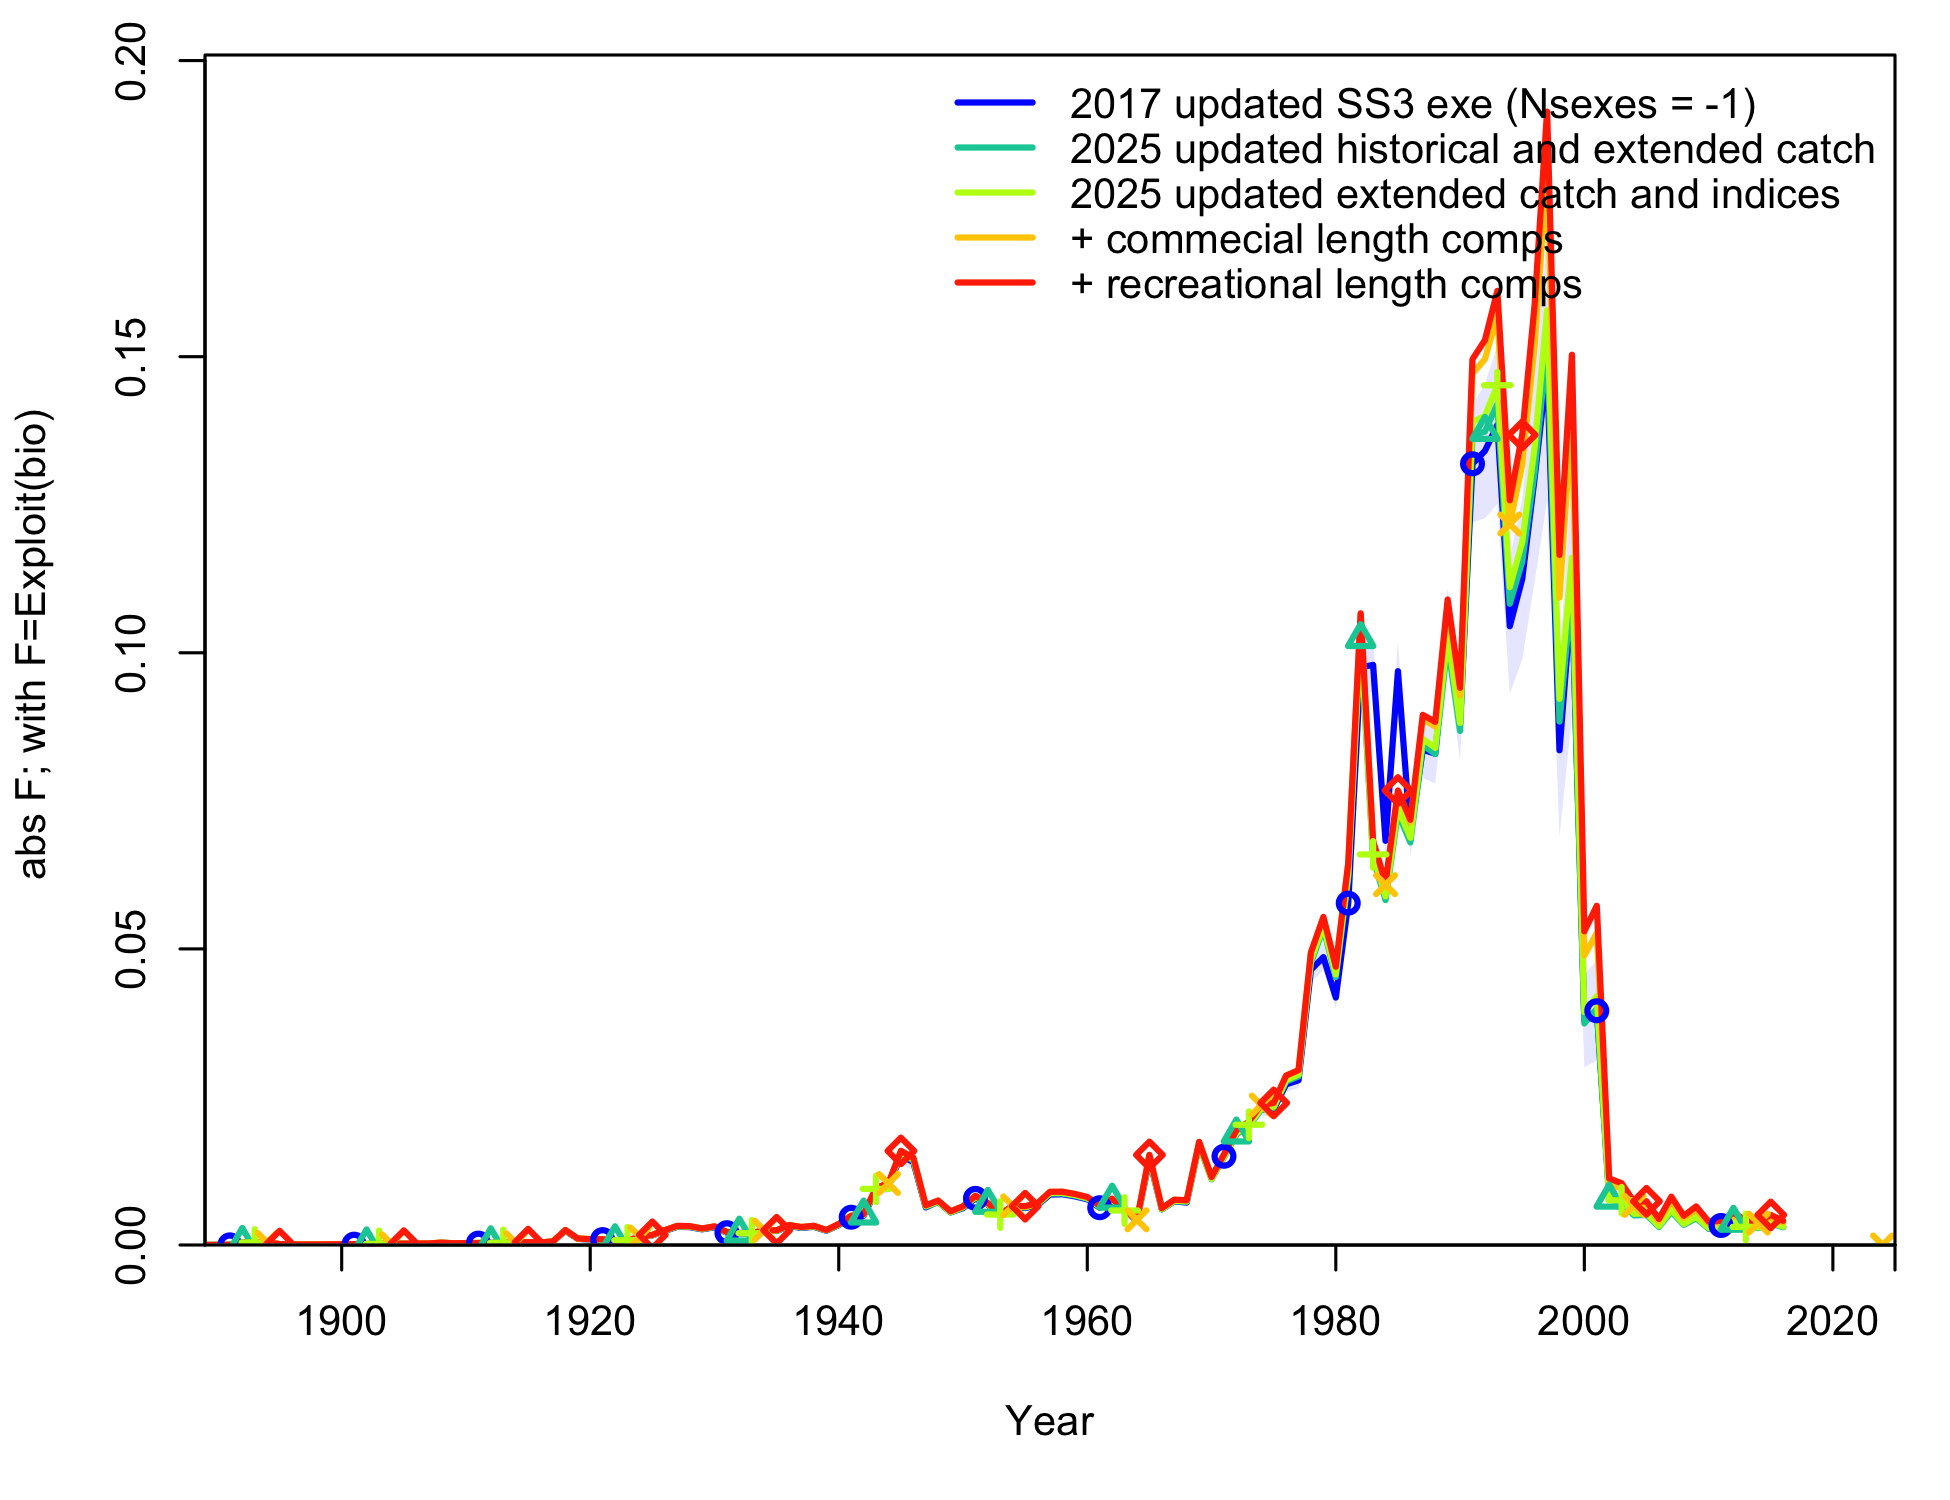 0.20
0.15
0.10
0.05
0.00
abs F; with F=Exploit(bio)
2017 updated SS3 exe (Nsexes = -1)
2025 updated historical and extended catch
2025 updated extended catch and indices
+ commecial length comps
+ recreational length comps
1900 1920 1940 1960 1980 2000 2020
Year